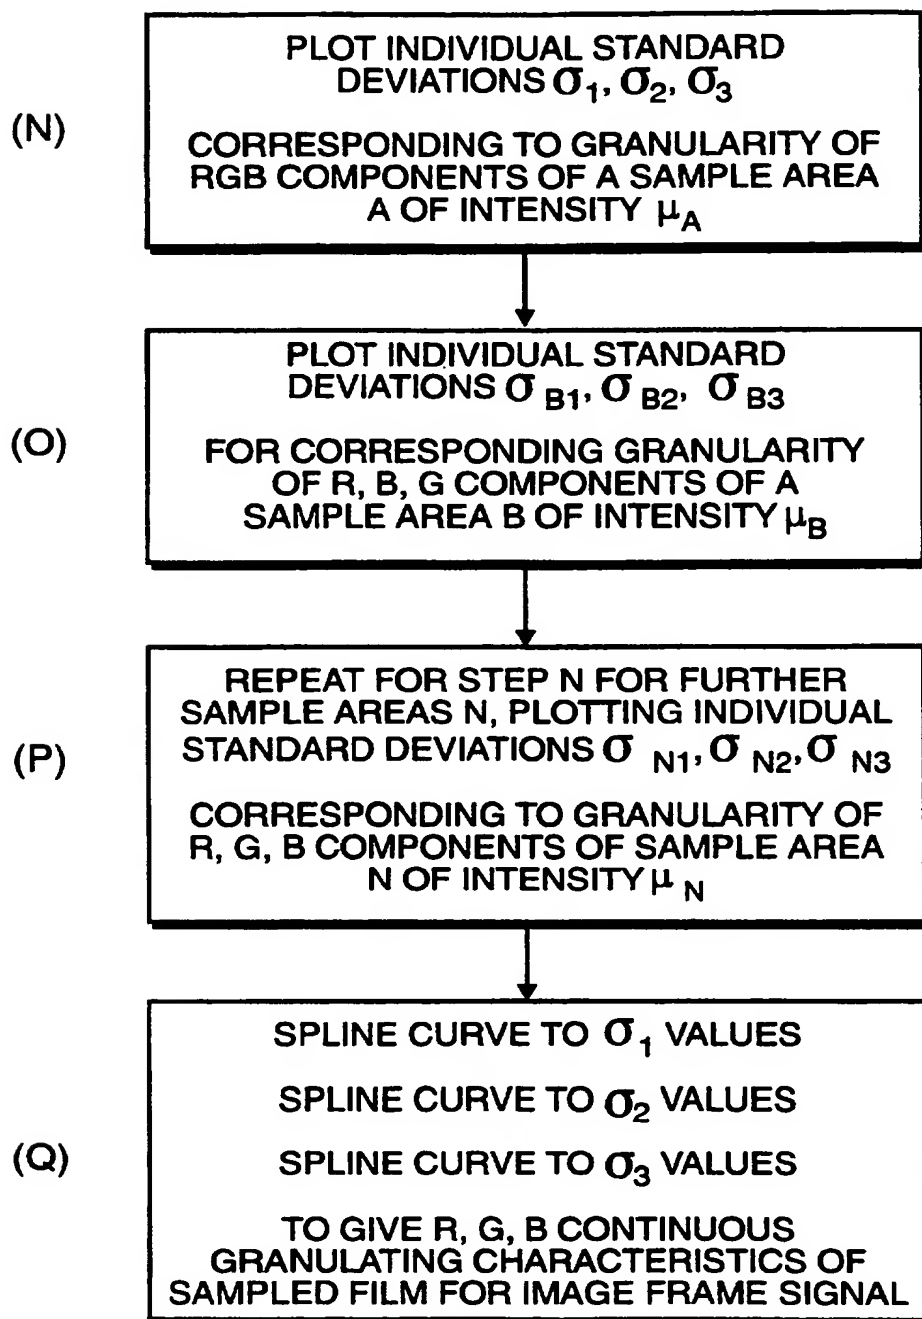 (N)
PLOT INDIVIDUAL STANDARD
DEVIATIONS σ1, σ2, σ3
CORRESPONDING TO GRANULARITY OF
RGB COMPONENTS OF A SAMPLE AREA
A OF INTENSITY μA
(O)
PLOT INDIVIDUAL STANDARD
DEVIATIONS σB1, σB2, σB3
FOR CORRESPONDING GRANULARITY
OF R, B, G COMPONENTS OF A
SAMPLE AREA B OF INTENSITY μB
(P)
REPEAT FOR STEP N FOR FURTHER
SAMPLE AREAS N, PLOTTING INDIVIDUAL
STANDARD DEVIATIONS σ N1, σ N2, σ N3
CORRESPONDING TO GRANULARITY OF
R, G, B COMPONENTS OF SAMPLE AREA
N OF INTENSITY μ N
(Q)
SPLINE CURVE TO σ1 VALUES
SPLINE CURVE TO σ2 VALUES
SPLINE CURVE TO σ3 VALUES
TO GIVE R, G, B CONTINUOUS
GRANULATING CHARACTERISTICS OF
SAMPLED FILM FOR IMAGE FRAME SIGNAL